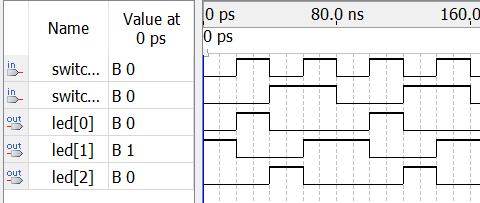 Name
Value at
0 ps
0 ps
80.0 ns
160.0
0 ps
in
switc...
B 0
in
switc...
B 0
out
led[0]
B 0
out
led[1]
B 1
out
led[2]
B 0